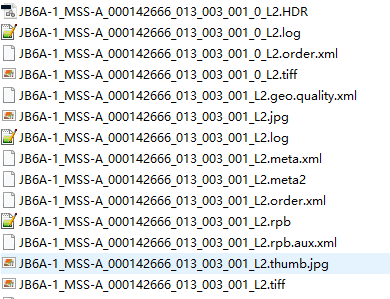 JB6A-1_MSS-A_000142666_013_003_001_0_L2.HDR
JB6A-1_MSS-A_000142666_013_003_001_0_L2.log
JB6A-1_MSS-A_000142666_013_003_001_0_L2.order.xml
JB6A-1_MSS-A_000142666_013_003_001_0_L2.tiff
JB6A-1_MSS-A_000142666_013_003_001_L2.geo.quality.xml
JB6A-1_MSS-A_000142666_013_003_001_L2.jpg
JB6A-1_MSS-A_000142666_013_003_001_L2.log
JB6A-1_MSS-A_000142666_013_003_001_L2.meta.xml
JB6A-1_MSS-A_000142666_013_003_001_L2.meta2
JB6A-1_MSS-A_000142666_013_003_001_L2.order.xml
JB6A-1_MSS-A_000142666_013_003_001_L2.rpb
JB6A-1_MSS-A_000142666_013_003_001_L2.rpb.aux.xml
JB6A-1_MSS-A_000142666_013_003_001_L2.thumb.jpg
JB6A-1_MSS-A_000142666_013_003_001_L2.tiff